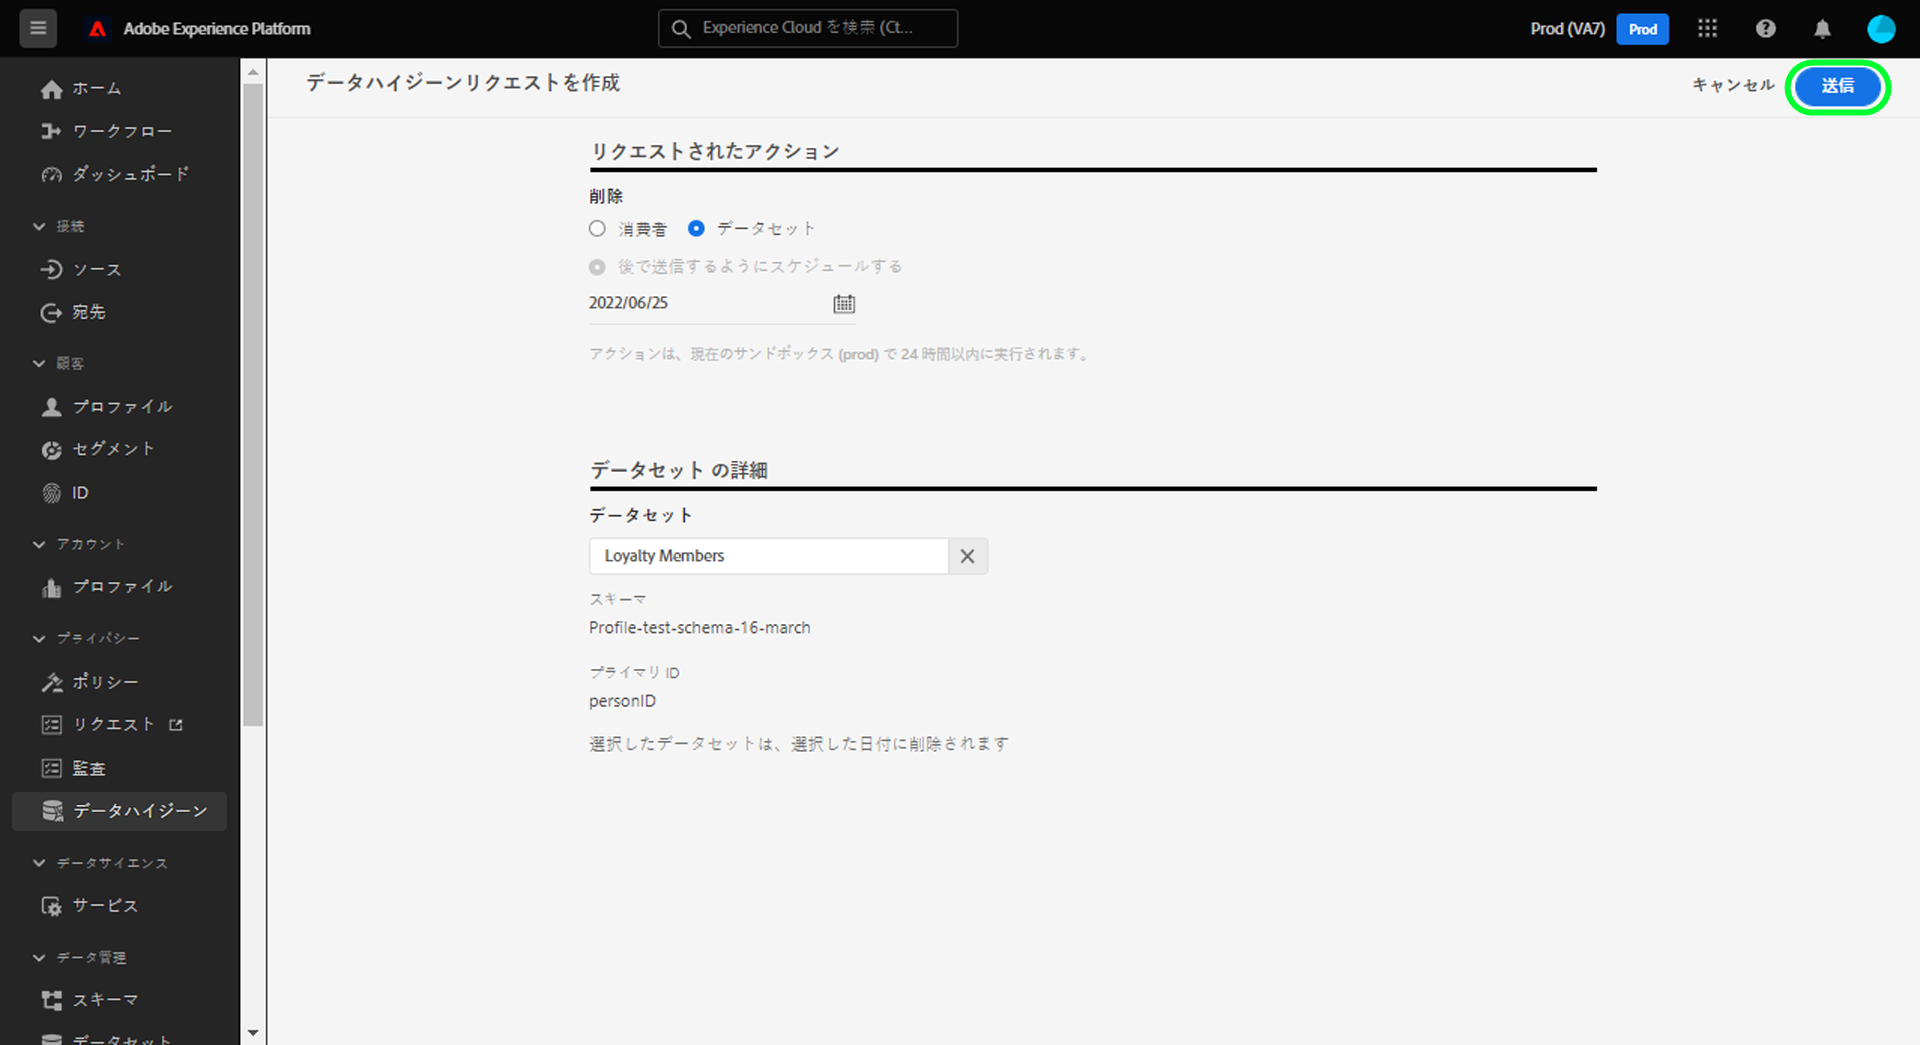 Adobe Experience Platform
Experience Cloud を検索 (Ct...
Prod (VA7)
Prod
ホーム
ワークフロー
ダッシュボード
接続
ソース
宛先
顧客
プロファイル
セグメント
ID
アカウント
プロファイル
プライバシー
ポリシー
リクエスト
監査
データハイジーン
データサイエンス
サービス
データ管理
スキーマ
データセット
データハイジーンリクエストを作成
キャンセル
送信
リクエストされたアクション
削除
消費者
データセット
後で送信するようにスケジュールする
2022/06/25
アクションは、現在のサンドボックス (prod) で 24 時間以内に実行されます。
データセット の詳細
データセット
Loyalty Members
スキーマ
Profile-test-schema-16-march
プライマリ ID
personID
選択したデータセットは、選択した日付に削除されます